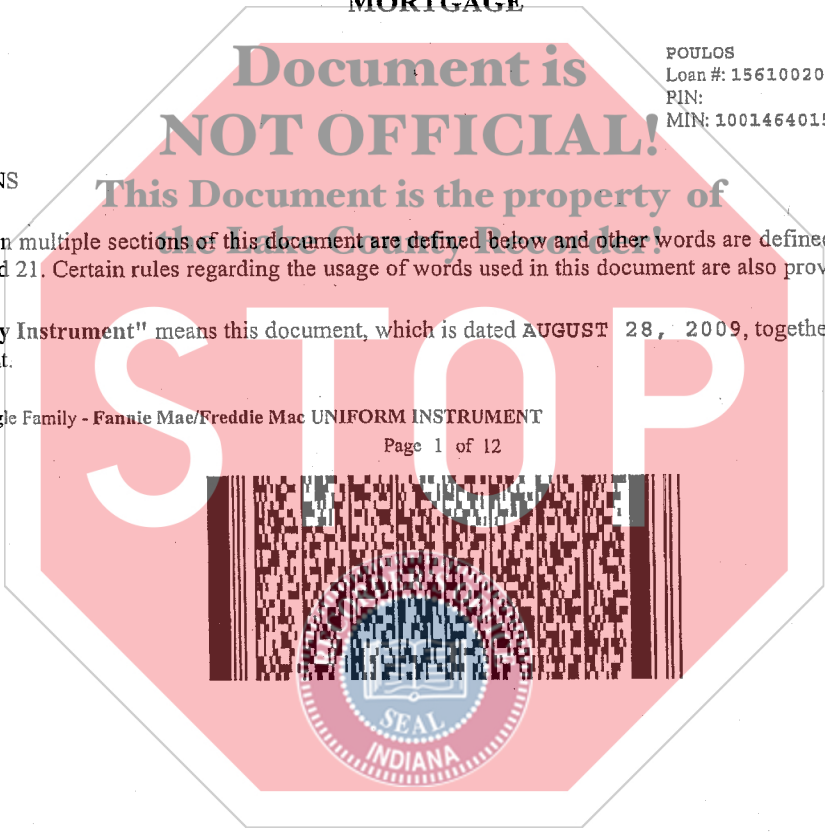 MORTGAGE
Document is
NOT OFFICIAL!
This Document is the property of
the Lake County Recorder!
POULOS
Loan #: 15610020
PIN:
MIN: 1001464015
NS
n multiple sections of this document are defined below and other words are define
d 21. Certain rules regarding the usage of words used in this document are also prov
y Instrument" means this document, which is dated AUGUST 28, 2009, togethe
t.
gle Family - Fannie Mae/Freddie Mac UNIFORM INSTRUMENT
Page 1 of 12
STOP
SEAL
INDIANA